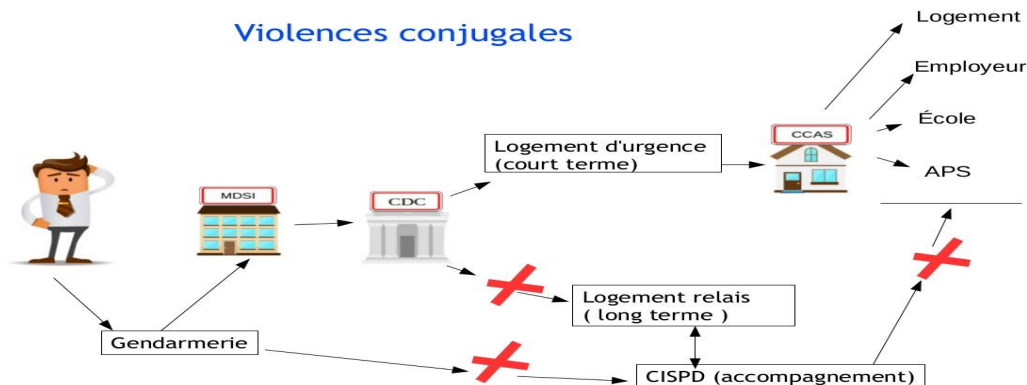 Violences conjugales
Logement
Employeur
École
APS
CCAS
Logement d'urgence
(court terme)
MDSI
CDC
Logement relais
( long terme )
Gendarmerie
CISPD (accompagnement)